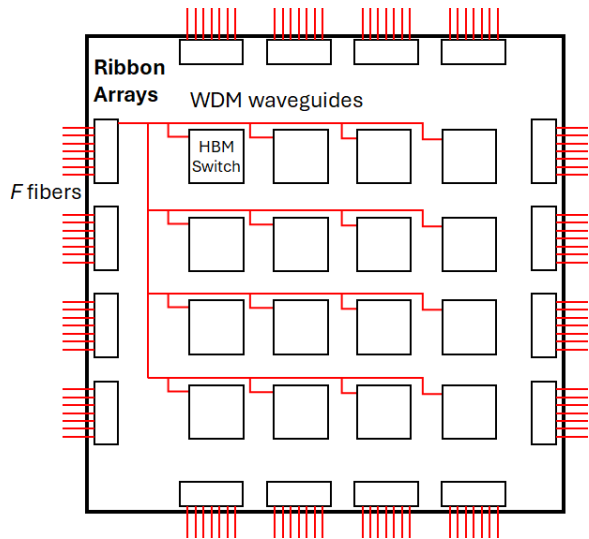 Ribbon
Arrays
WDM waveguides
HBM
Switch
F fibers